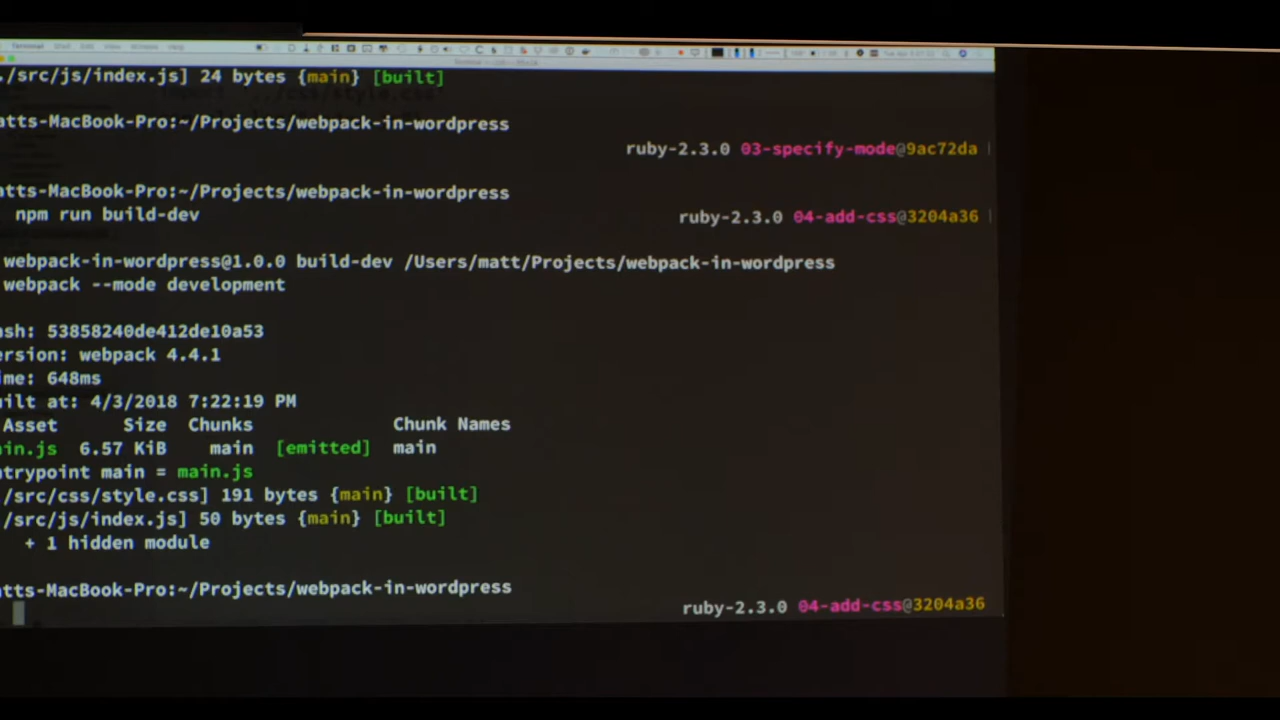 Terminal
./src/js/index.js] 24 bytes {main} [built]
atts-MacBook-Pro:~/Projects/webpack-in-wordpress
ruby-2.3.0 03-specify-mode@9ac72da
atts-MacBook-Pro:~/Projects/webpack-in-wordpress
npm run build-dev
ruby-2.3.0 04-add-css@3204a36
webpack-in-wordpress@1.0.0 build-dev /Users/matt/Projects/webpack-in-wordpress
webpack --mode development
ash: 53858240de412de10a53
ersion: webpack 4.4.1
ime: 648ms
ilt at: 4/3/2018 7:22:19 PM
Asset Size Chunks Chunk Names
in.js 6.57 KiB main [emitted] main
ntrypoint main = main.js
/src/css/style.css] 191 bytes {main} [built]
/src/js/index.js] 50 bytes {main} [built]
+ 1 hidden module
atts-MacBook-Pro:~/Projects/webpack-in-wordpress
ruby-2.3.0 04-add-css@3204a36